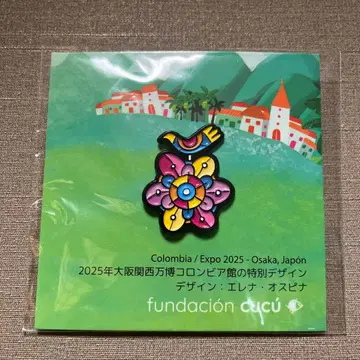 Colombia / Expo 2025 - Osaka, Japón
2025年大阪関西万博コロンビア館の特別デザイン
デザイン：エレナ・オスピナ
fundación cucú